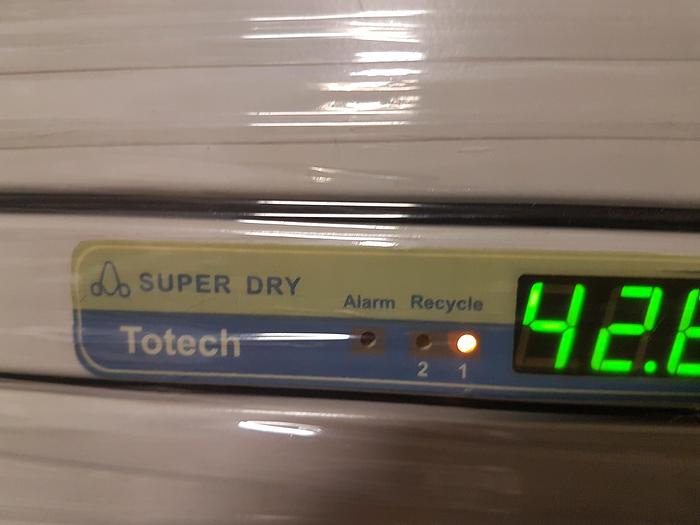 SUPER DRY
Totech
Alarm Recycle
2 1
42.